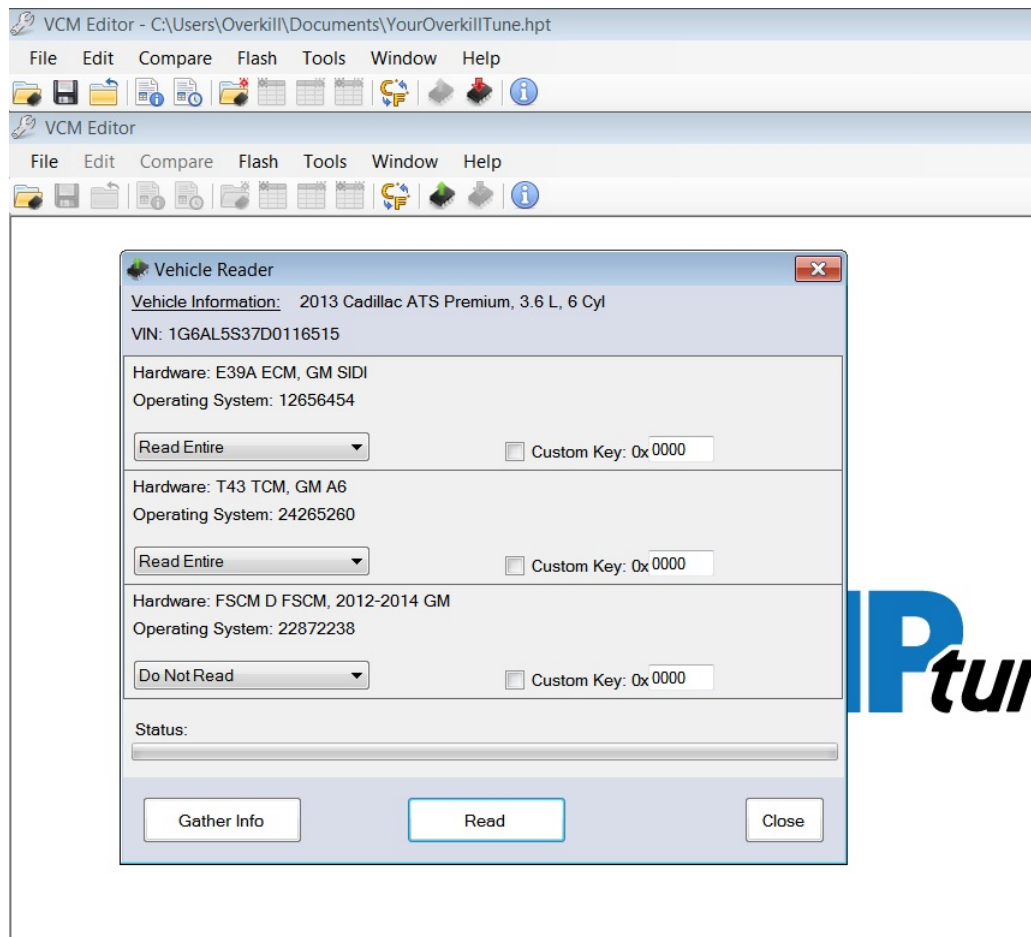 VCM Editor - C:\Users\Overkill\Documents\YourOverkillTune.hpt
File Edit Compare Flash Tools Window Help
VCM Editor
File Edit Compare Flash Tools Window Help
Vehicle Reader
Vehicle Information: 2013 Cadillac ATS Premium, 3.6 L, 6 Cyl
VIN: 1G6AL5S37D0116515
Hardware: E39A ECM, GM SIDI
Operating System: 12656454
Read Entire Custom Key: 0x 0000
Hardware: T43 TCM, GM A6
Operating System: 24265260
Read Entire Custom Key: 0x 0000
Hardware: FSCM D FSCM, 2012-2014 GM
Operating System: 22872238
Do Not Read Custom Key: 0x 0000
Status:
Gather Info Read Close